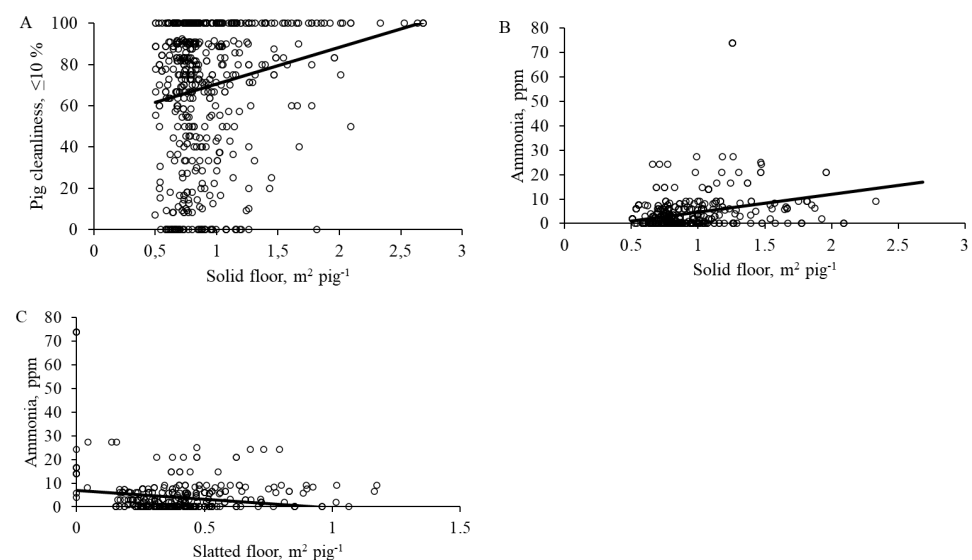 A
Pig cleanliness, ≤10 %
100
80
60
40
20
0
0 0,5 1 1,5 2 2,5 3
Solid floor, m² pig⁻¹
B
Ammonia, ppm
80
70
60
50
40
30
20
10
0
0 0.5 1 1.5 2 2.5 3
Solid floor, m² pig⁻¹
C
Ammonia, ppm
80
70
60
50
40
30
20
10
0
0 0.5 1 1.5
Slatted floor, m² pig⁻¹